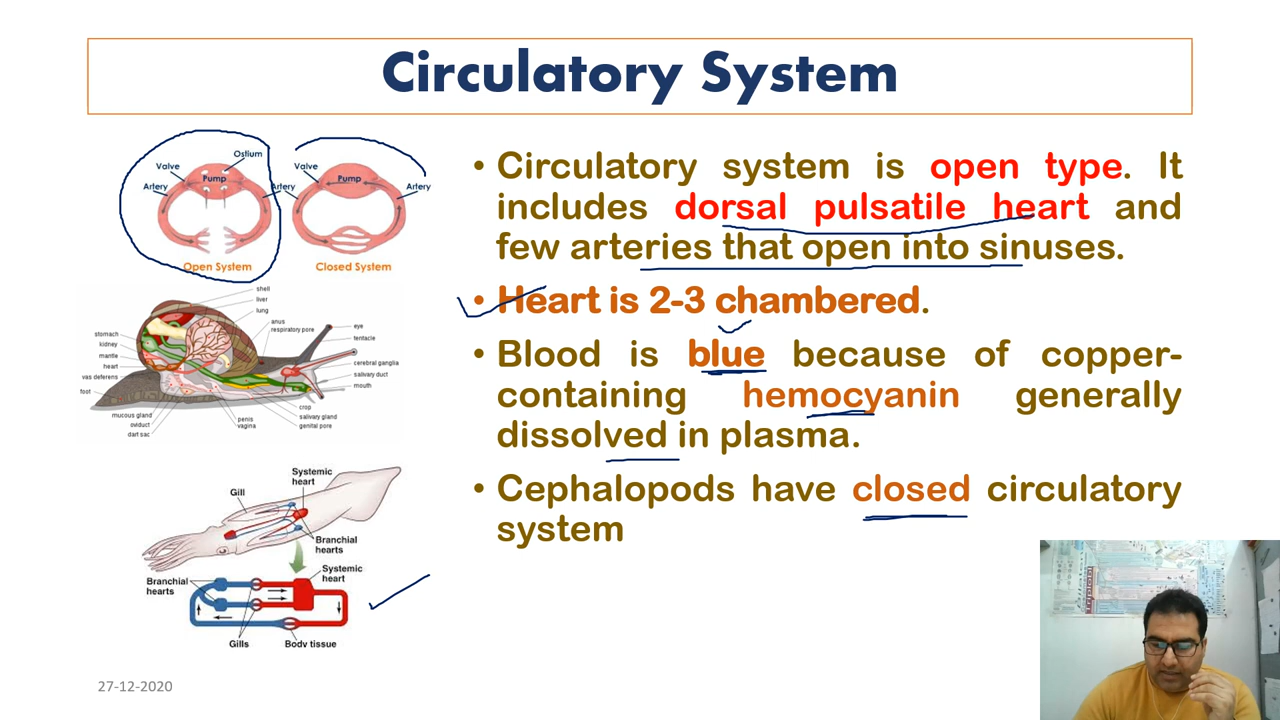 Circulatory System
Ostium
Valve
Pump
Artery
Artery
Open System
Valve
Pump
Artery
Closed System
• Circulatory system is open type. It
includes dorsal pulsatile heart and
few arteries that open into sinuses.
• Heart is 2-3 chambered.
• Blood is blue because of copper-
containing hemocyanin generally
dissolved in plasma.
• Cephalopods have closed circulatory
system
shell
liver
lung
anus
respiratory pore
eye
tentacle
cerebral ganglia
salivary duct
mouth
stomach
kidney
mantle
heart
vas deferens
foot
mucous gland
oviduct
dart sac
penis
vagina
crop
salivary gland
genital pore
Systemic
heart
Gill
Branchial
hearts
Systemic
heart
Branchial
hearts
Gills
Body tissue
27-12-2020